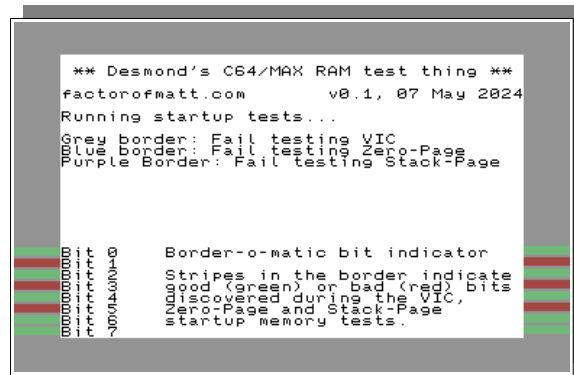 ** Desmond's C64/MAX RAM test thing **
factorofmatt.com v0.1, 07 May 2024
Running startup tests...
Grey border: Fail testing VIC
Blue border: Fail testing Zero-Page
Purple Border: Fail testing Stack-Page
Bit 0 Border-o-matic bit indicator
Bit 1
Bit 2 Stripes in the border indicate
Bit 3 good (green) or bad (red) bits
Bit 4 discovered during the VIC,
Bit 5 Zero-Page and Stack-Page
Bit 6 startup memory tests.
Bit 7